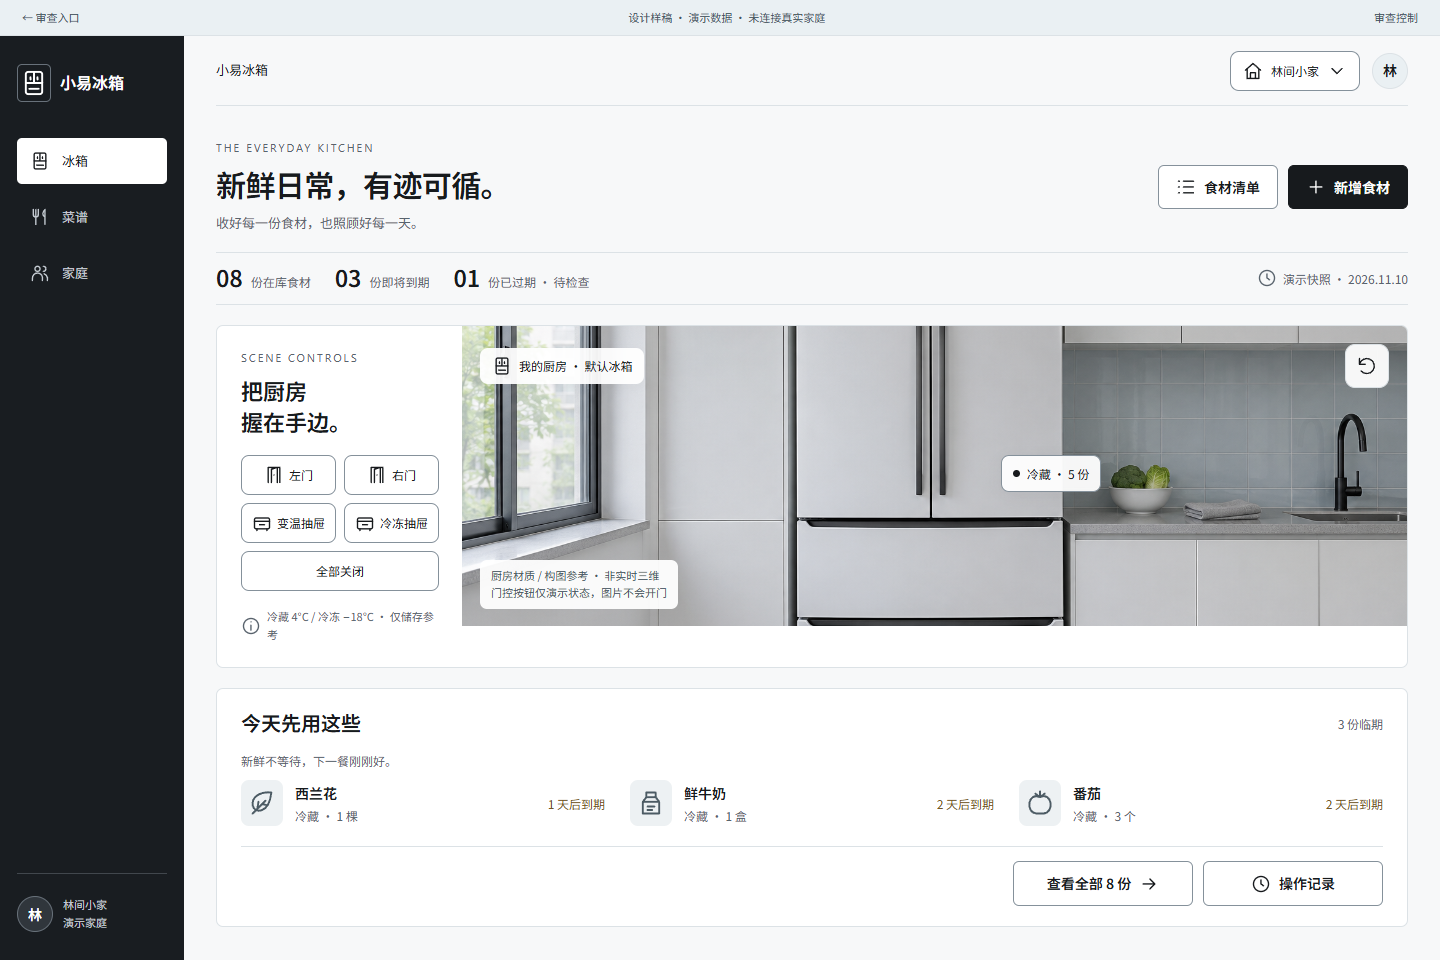 ← 审查入口
设计样稿 · 演示数据 · 未连接真实家庭
审查控制
小易冰箱
冰箱
菜谱
家庭
林
林间小家
演示家庭
小易冰箱
林间小家
林
THE EVERYDAY KITCHEN
新鲜日常，有迹可循。
收好每一份食材，也照顾好每一天。
食材清单
新增食材
08 份在库食材
03 份即将到期
01 份已过期 · 待检查
演示快照 · 2026.11.10
SCENE CONTROLS
把厨房
握在手边。
左门
右门
变温抽屉
冷冻抽屉
全部关闭
冷藏 4°C / 冷冻 −18°C · 仅储存参
考
我的厨房 · 默认冰箱
冷藏 · 5 份
厨房材质 / 构图参考 · 非实时三维
门控按钮仅演示状态，图片不会开门
今天先用这些
3 份临期
新鲜不等待，下一餐刚刚好。
西兰花
冷藏 · 1 棵
1 天后到期
鲜牛奶
冷藏 · 1 盒
2 天后到期
番茄
冷藏 · 3 个
2 天后到期
查看全部 8 份 →
操作记录